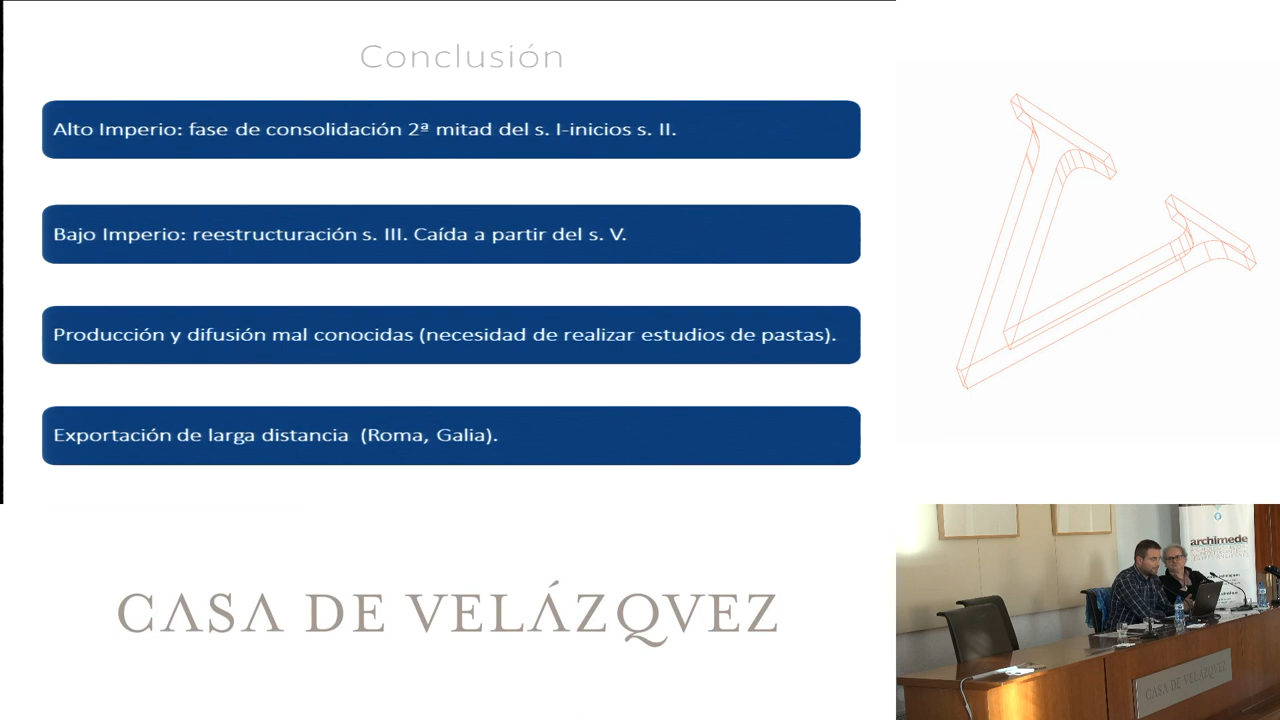 Conclusión
Alto Imperio: fase de consolidación 2ª mitad del s. I-inicios s. II.
Bajo Imperio: reestructuración s. III. Caída a partir del s. V.
Producción y difusión mal conocidas (necesidad de realizar estudios de pastas).
Exportación de larga distancia (Roma, Galia).
CASA DE VELÁZQVEZ
archimede
CASA DE VELÁZQVEZ